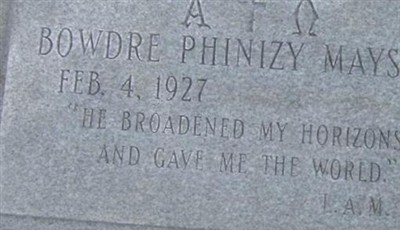 Α † Ω
BOWDRE PHINIZY MAYS
FEB. 4, 1927
"HE BROADENED MY HORIZONS
AND GAVE ME THE WORLD."
L.A.M.